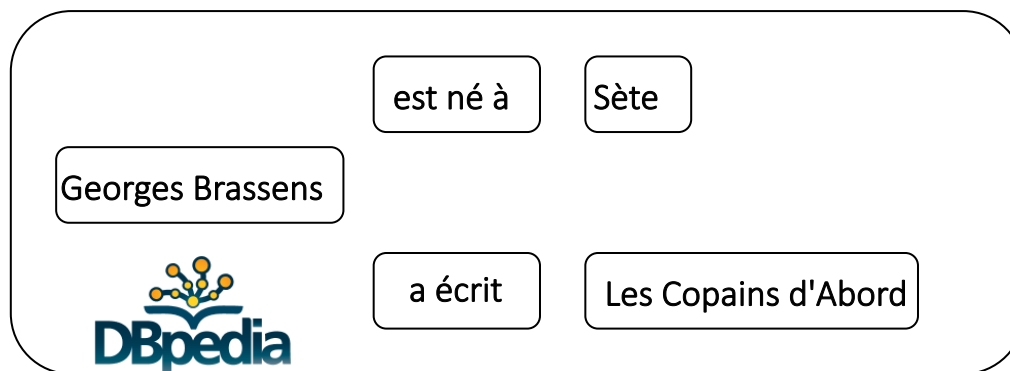 est né à
Sète
Georges Brassens
a écrit
Les Copains d'Abord
DBpedia